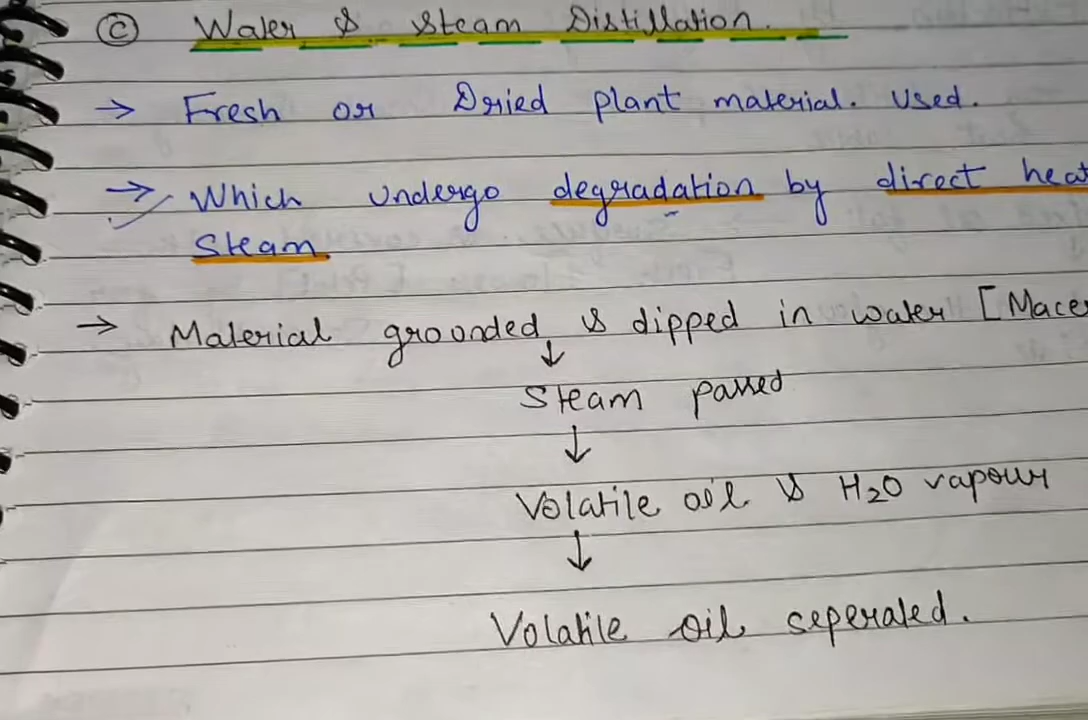 Ⓒ Water & Steam Distillation.
→ Fresh or Dried plant material. Used.
→ Which undergo degradation by direct heat
Steam.
→ Material grounded & dipped in water [Mace
↓
Steam passed
↓
Volatile oil & H2O vapour
↓
Volatile oil seperated.